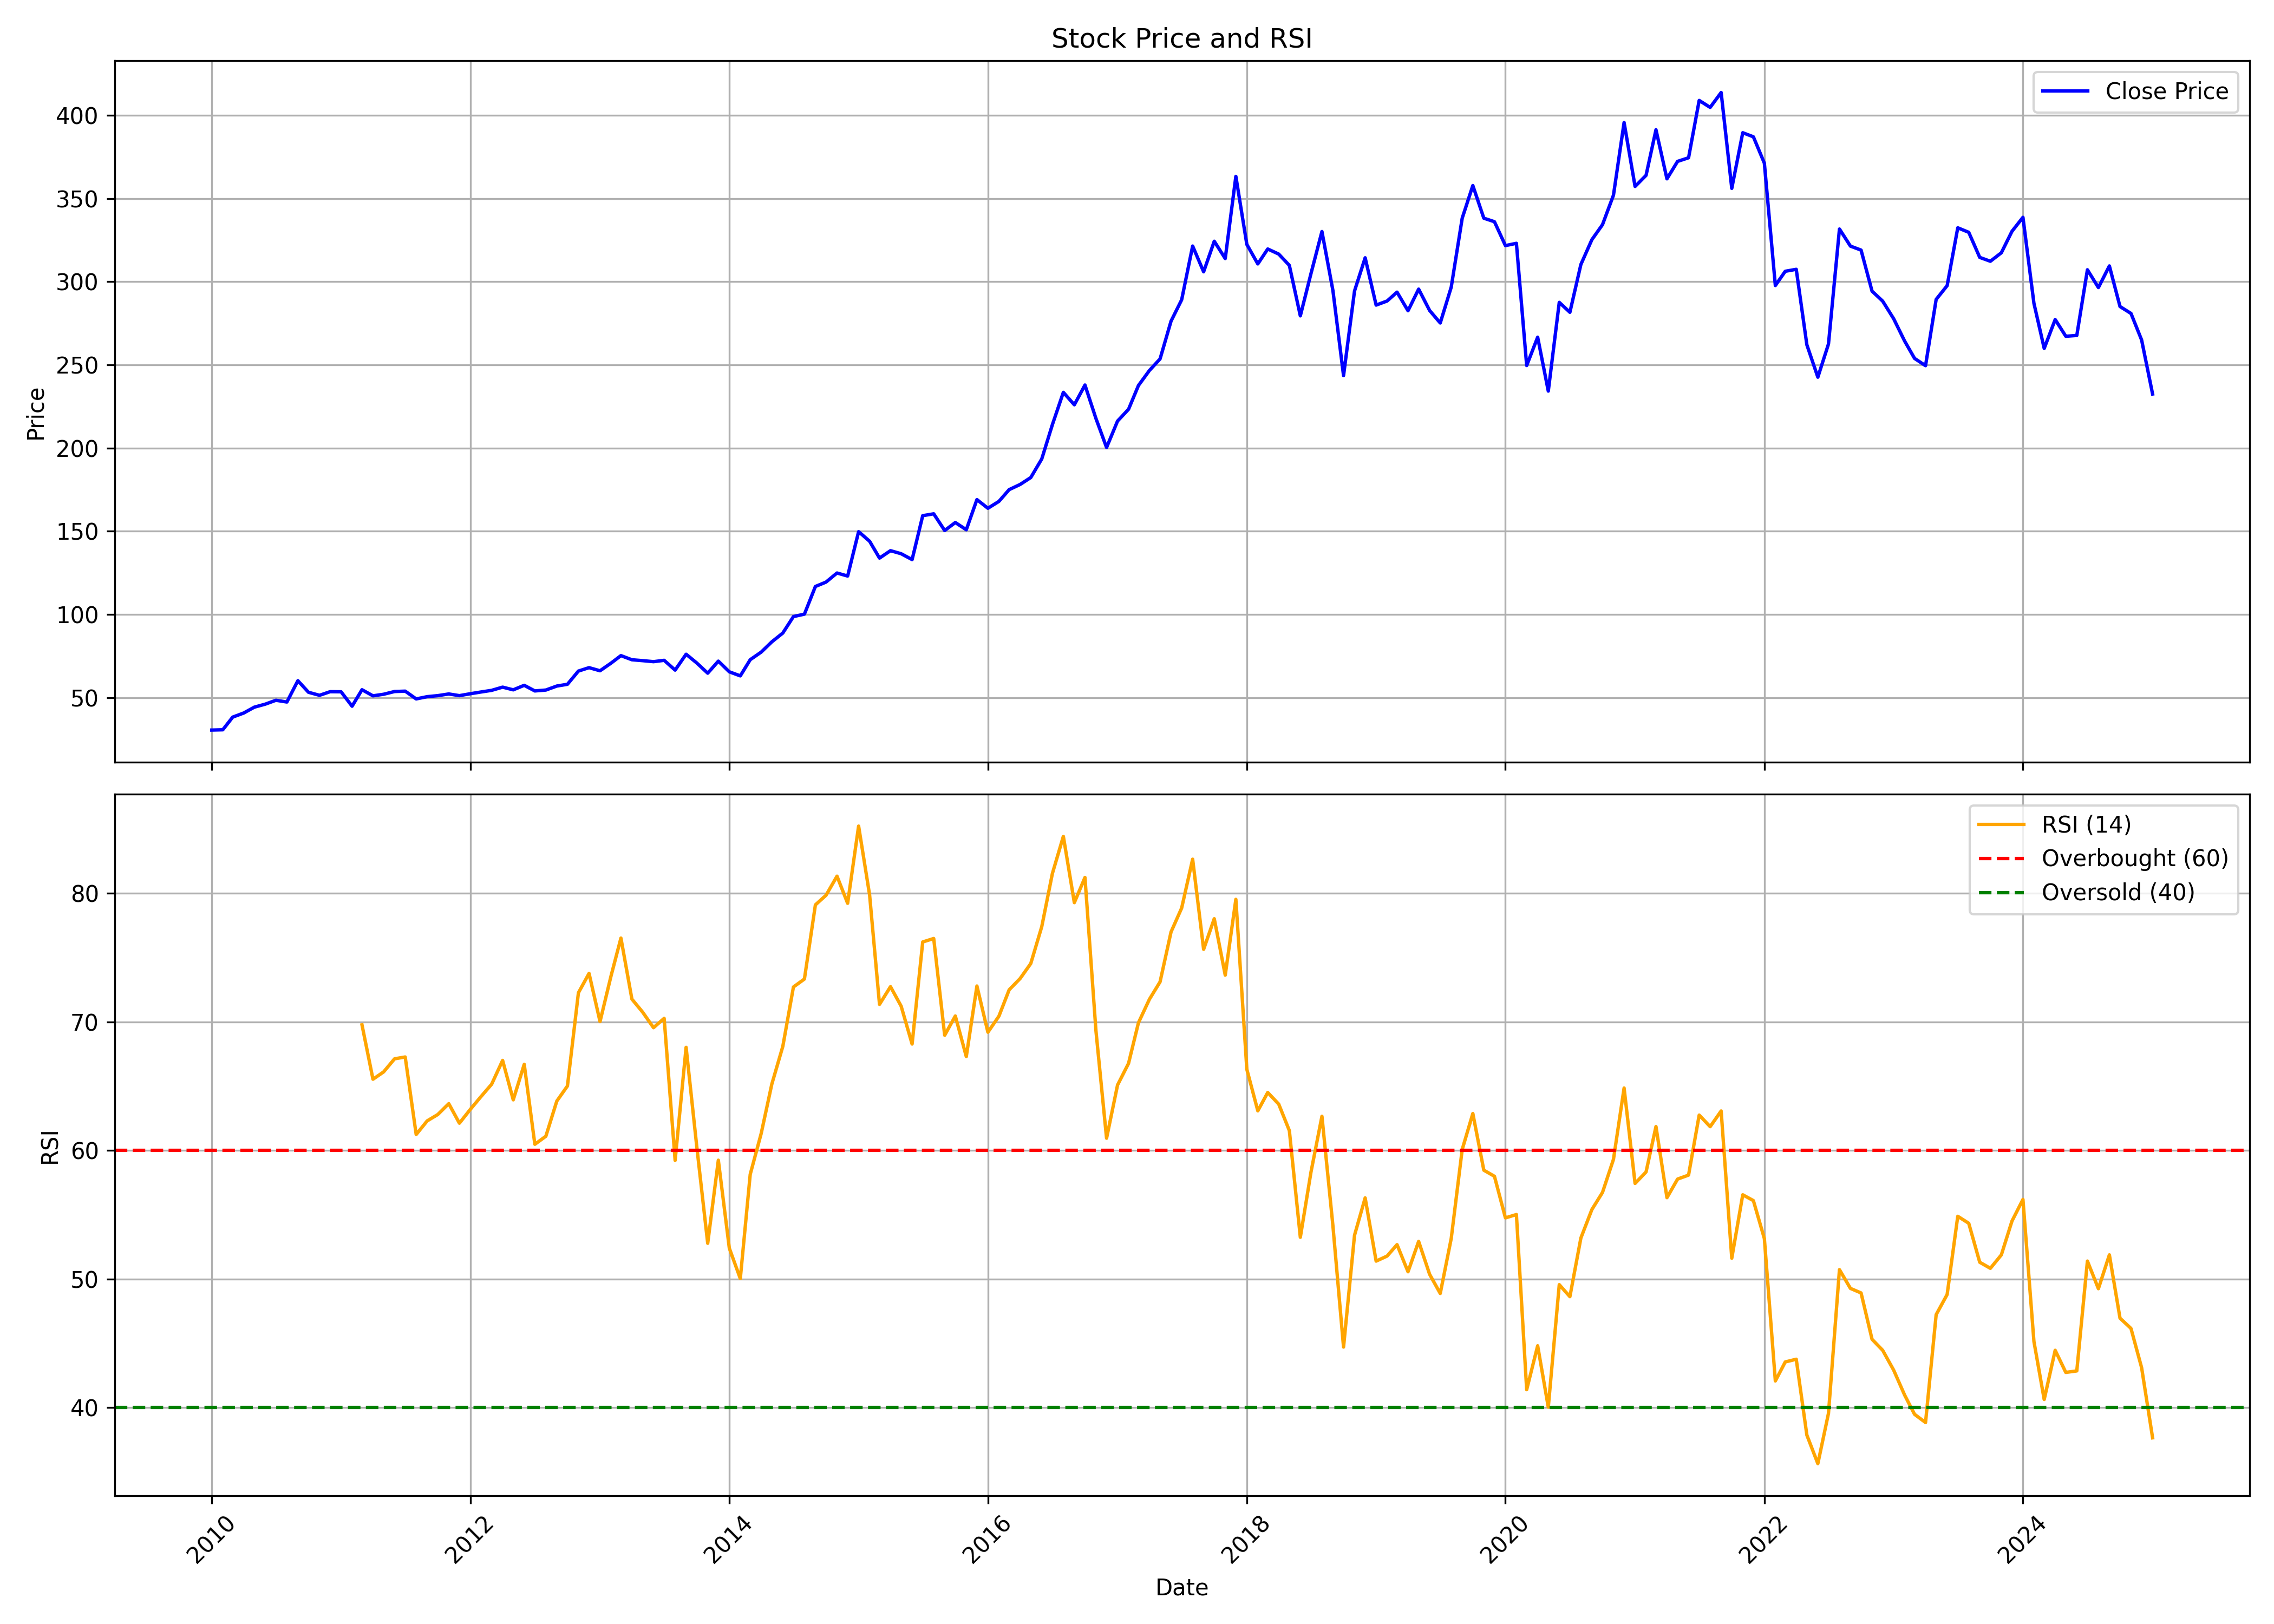 Stock Price and RSI
Close Price
400
350
300
250
200
150
100
50
Price
RSI (14)
Overbought (60)
Oversold (40)
80
70
60
50
40
RSI
2010
2012
2014
2016
2018
2020
2022
2024
Date